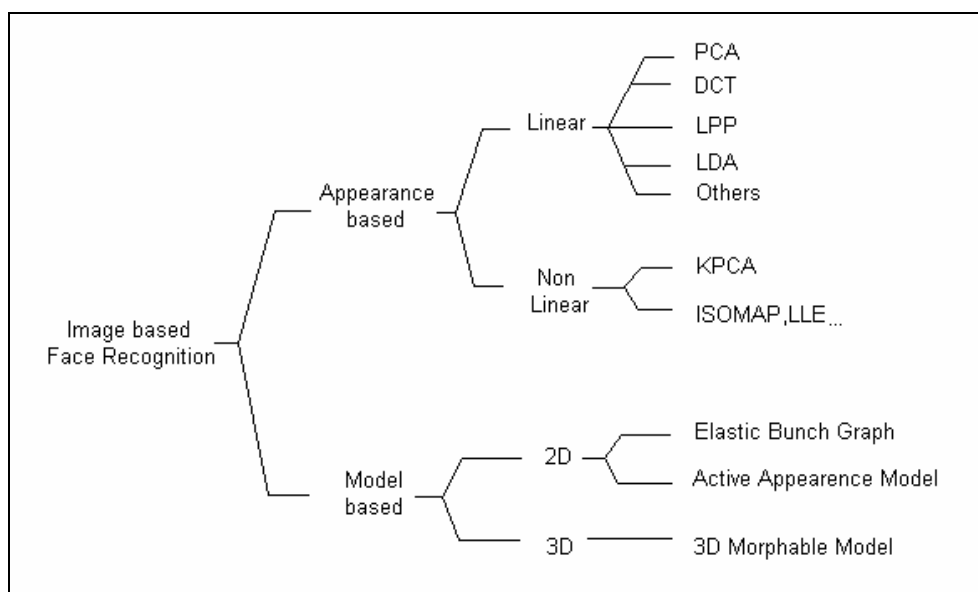 PCA
DCT
LPP
LDA
Others
Linear
Appearance
based
KPCA
ISOMAP,LLE...
Non
Linear
Image based
Face Recognition
Elastic Bunch Graph
Active Appearence Model
2D
Model
based
3D
3D Morphable Model